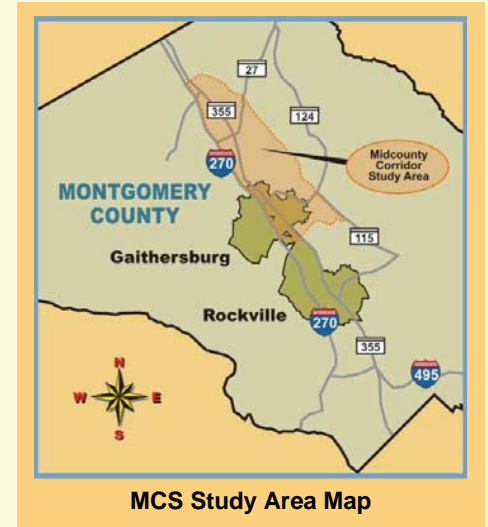 27
355
124
270
Midcounty
Corridor
Study Area
MONTGOMERY
COUNTY
115
Gaithersburg
Rockville
270
355
495
N
W
E
S
MCS Study Area Map